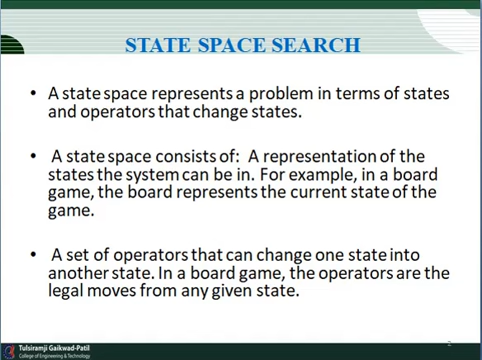 STATE SPACE SEARCH
• A state space represents a problem in terms of states
and operators that change states.
• A state space consists of: A representation of the
states the system can be in. For example, in a board
game, the board represents the current state of the
game.
• A set of operators that can change one state into
another state. In a board game, the operators are the
legal moves from any given state.
2
Tulsiramji Gaikwad-Patil
College of Engineering & Technology